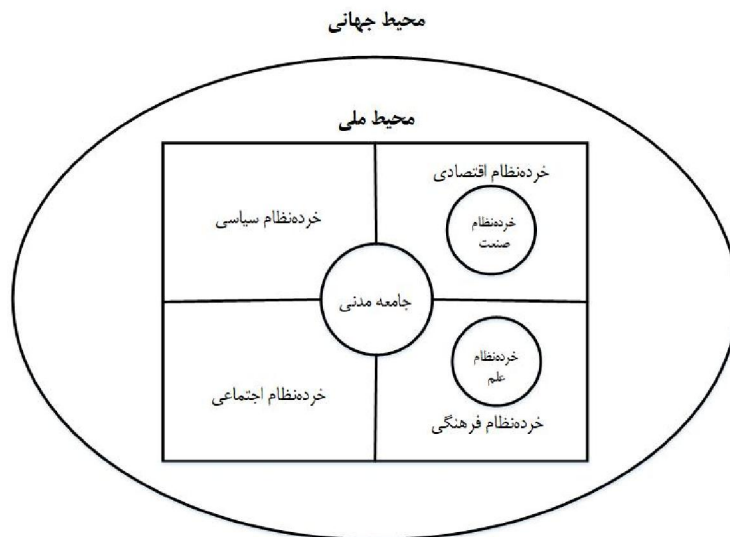 محیط جهانی
محیط ملی
خرده‌نظام اقتصادی
خرده‌نظام
صنعت
خرده‌نظام سیاسی
جامعه مدنی
خرده‌نظام
علم
خرده‌نظام فرهنگی
خرده‌نظام اجتماعی